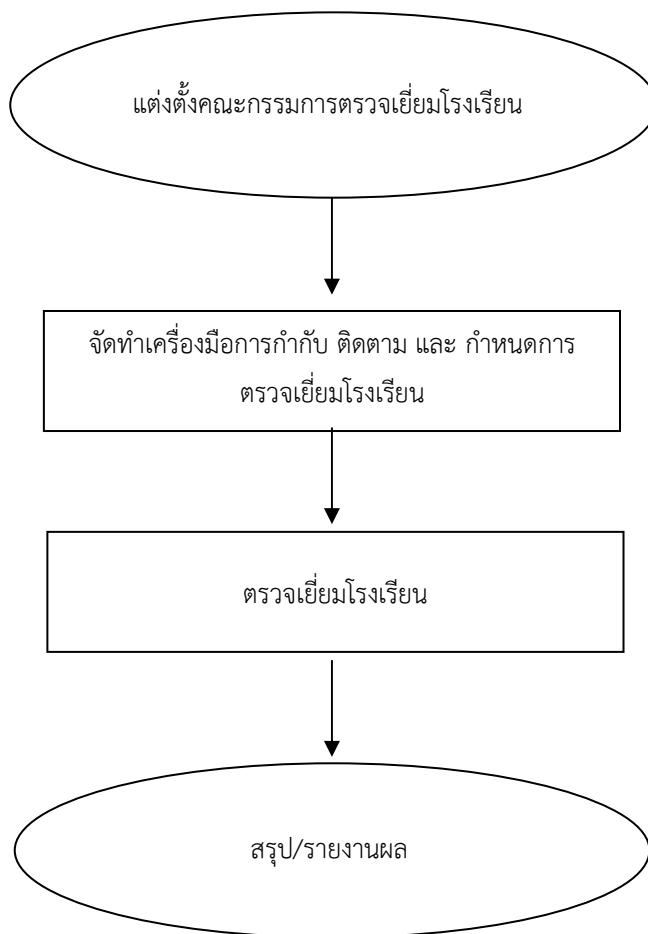 แต่งตั้งคณะกรรมการตรวจเยี่ยมโรงเรียน
จัดทำเครื่องมือการกำกับ ติดตาม และ กำหนดการ
ตรวจเยี่ยมโรงเรียน
ตรวจเยี่ยมโรงเรียน
สรุป/รายงานผล